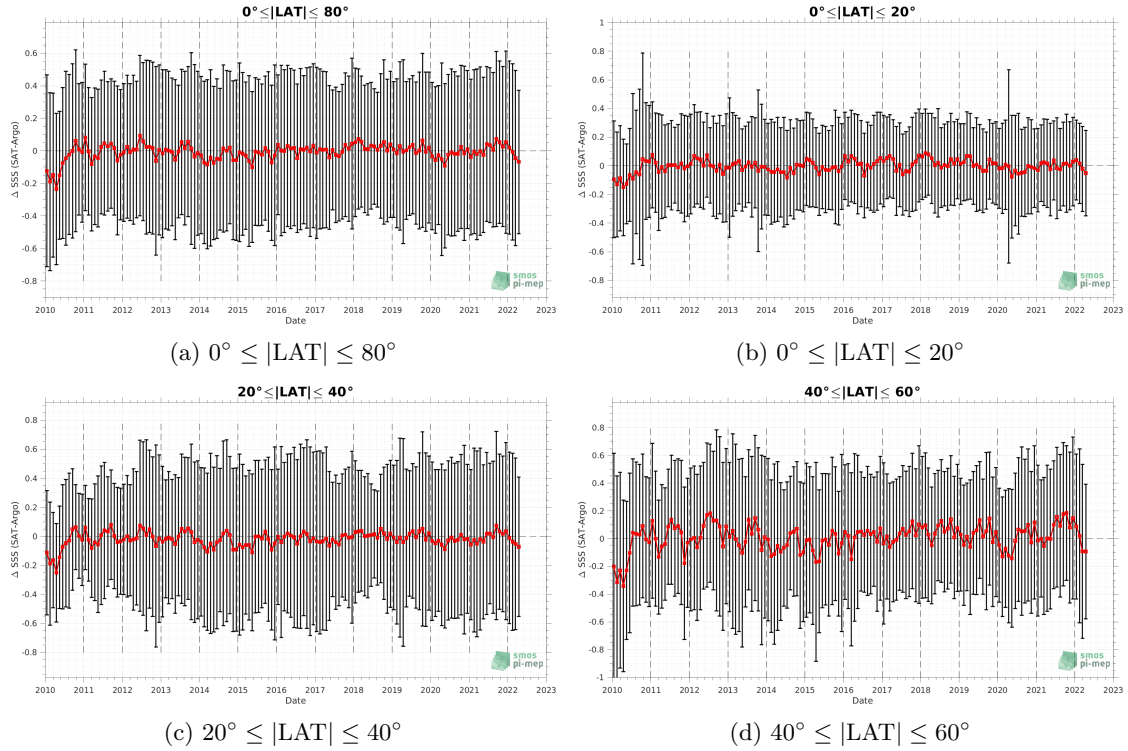 0°≤|LAT|≤ 80°
Δ SSS (SAT-Argo)
0.6
0.4
0.2
0
-0.2
-0.4
-0.6
-0.8
2010 2011 2012 2013 2014 2015 2016 2017 2018 2019 2020 2021 2022 2023
Date
smos
pi-mep
(a) 0° ≤ |LAT| ≤ 80°
0°≤|LAT|≤ 20°
Δ SSS (SAT-Argo)
1
0.8
0.6
0.4
0.2
0
-0.2
-0.4
-0.6
-0.8
2010 2011 2012 2013 2014 2015 2016 2017 2018 2019 2020 2021 2022 2023
Date
smos
pi-mep
(b) 0° ≤ |LAT| ≤ 20°
20°≤|LAT|≤ 40°
Δ SSS (SAT-Argo)
0.8
0.6
0.4
0.2
0
-0.2
-0.4
-0.6
-0.8
2010 2011 2012 2013 2014 2015 2016 2017 2018 2019 2020 2021 2022 2023
Date
smos
pi-mep
(c) 20° ≤ |LAT| ≤ 40°
40°≤|LAT|≤ 60°
Δ SSS (SAT-Argo)
0.8
0.6
0.4
0.2
0
-0.2
-0.4
-0.6
-0.8
-1
2010 2011 2012 2013 2014 2015 2016 2017 2018 2019 2020 2021 2022 2023
Date
smos
pi-mep
(d) 40° ≤ |LAT| ≤ 60°